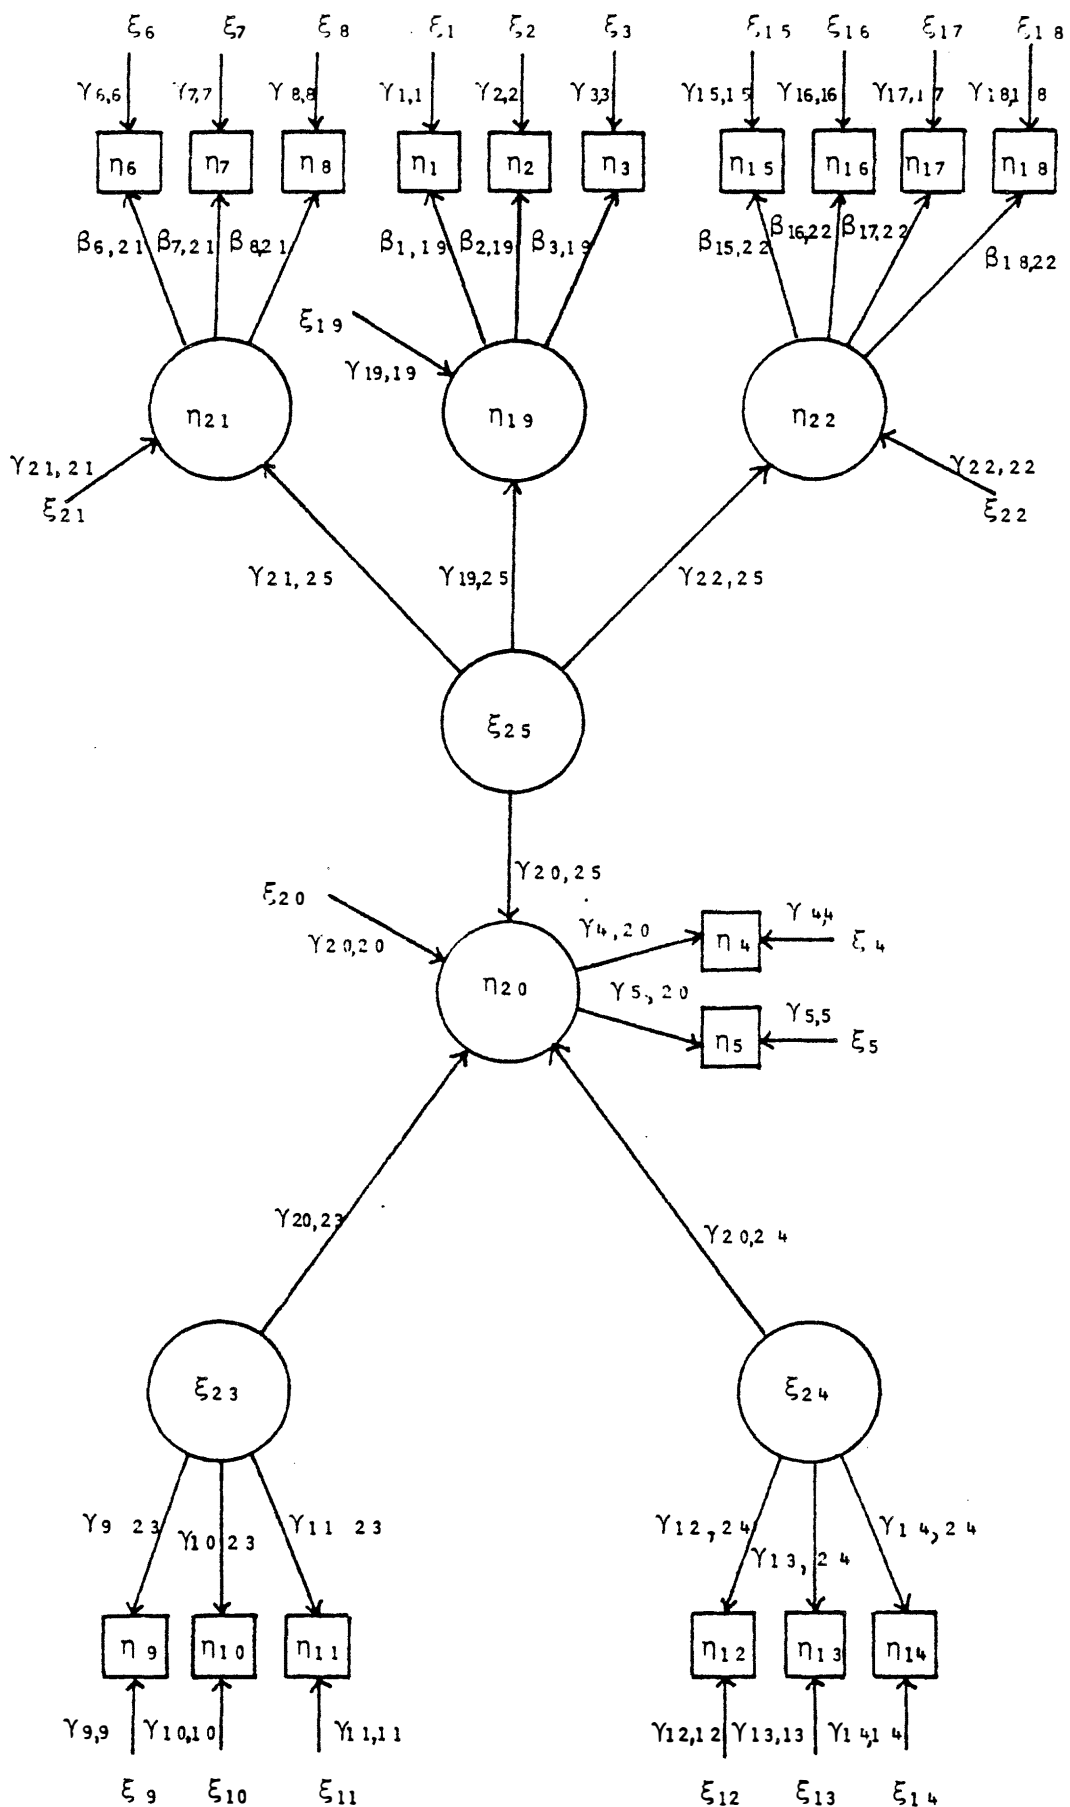 ξ6 ξ7 ξ8 ξ1 ξ2 ξ3 ξ15 ξ16 ξ17 ξ18
γ6,6 γ7,7 γ8,8 γ1,1 γ2,2 γ3,3 γ15,15 γ16,16 γ17,17 γ18,18
η6 η7 η8 η1 η2 η3 η15 η16 η17 η18
β6,21 β7,21 β8,21 β1,19 β2,19 β3,19 β15,22 β16,22 β17,22 β18,22
ξ19
γ19,19
η21 η19 η22
γ21,21 γ22,22
ξ21 ξ22
γ21,25 γ19,25 γ22,25
ξ25
γ20,25
ξ20 γ4,20 γ4,4
γ20,20 η4 ξ4
η20 γ5,20 γ5,5
η5 ξ5
γ20,23 γ20,24
ξ23 ξ24
γ9 23 γ10,23 γ11 23 γ12,24 γ13,24 γ14,24
η9 η10 η11 η12 η13 η14
γ9,9 γ10,10 γ11,11 γ12,12 γ13,13 γ14,14
ξ9 ξ10 ξ11 ξ12 ξ13 ξ14